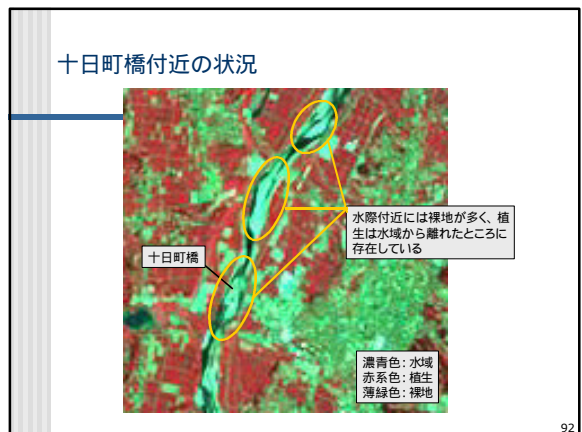 十日町橋付近の状況
水際付近には裸地が多く、植
生は水域から離れたところに
存在している
十日町橋
濃青色：水域
赤系色：植生
薄緑色：裸地
92